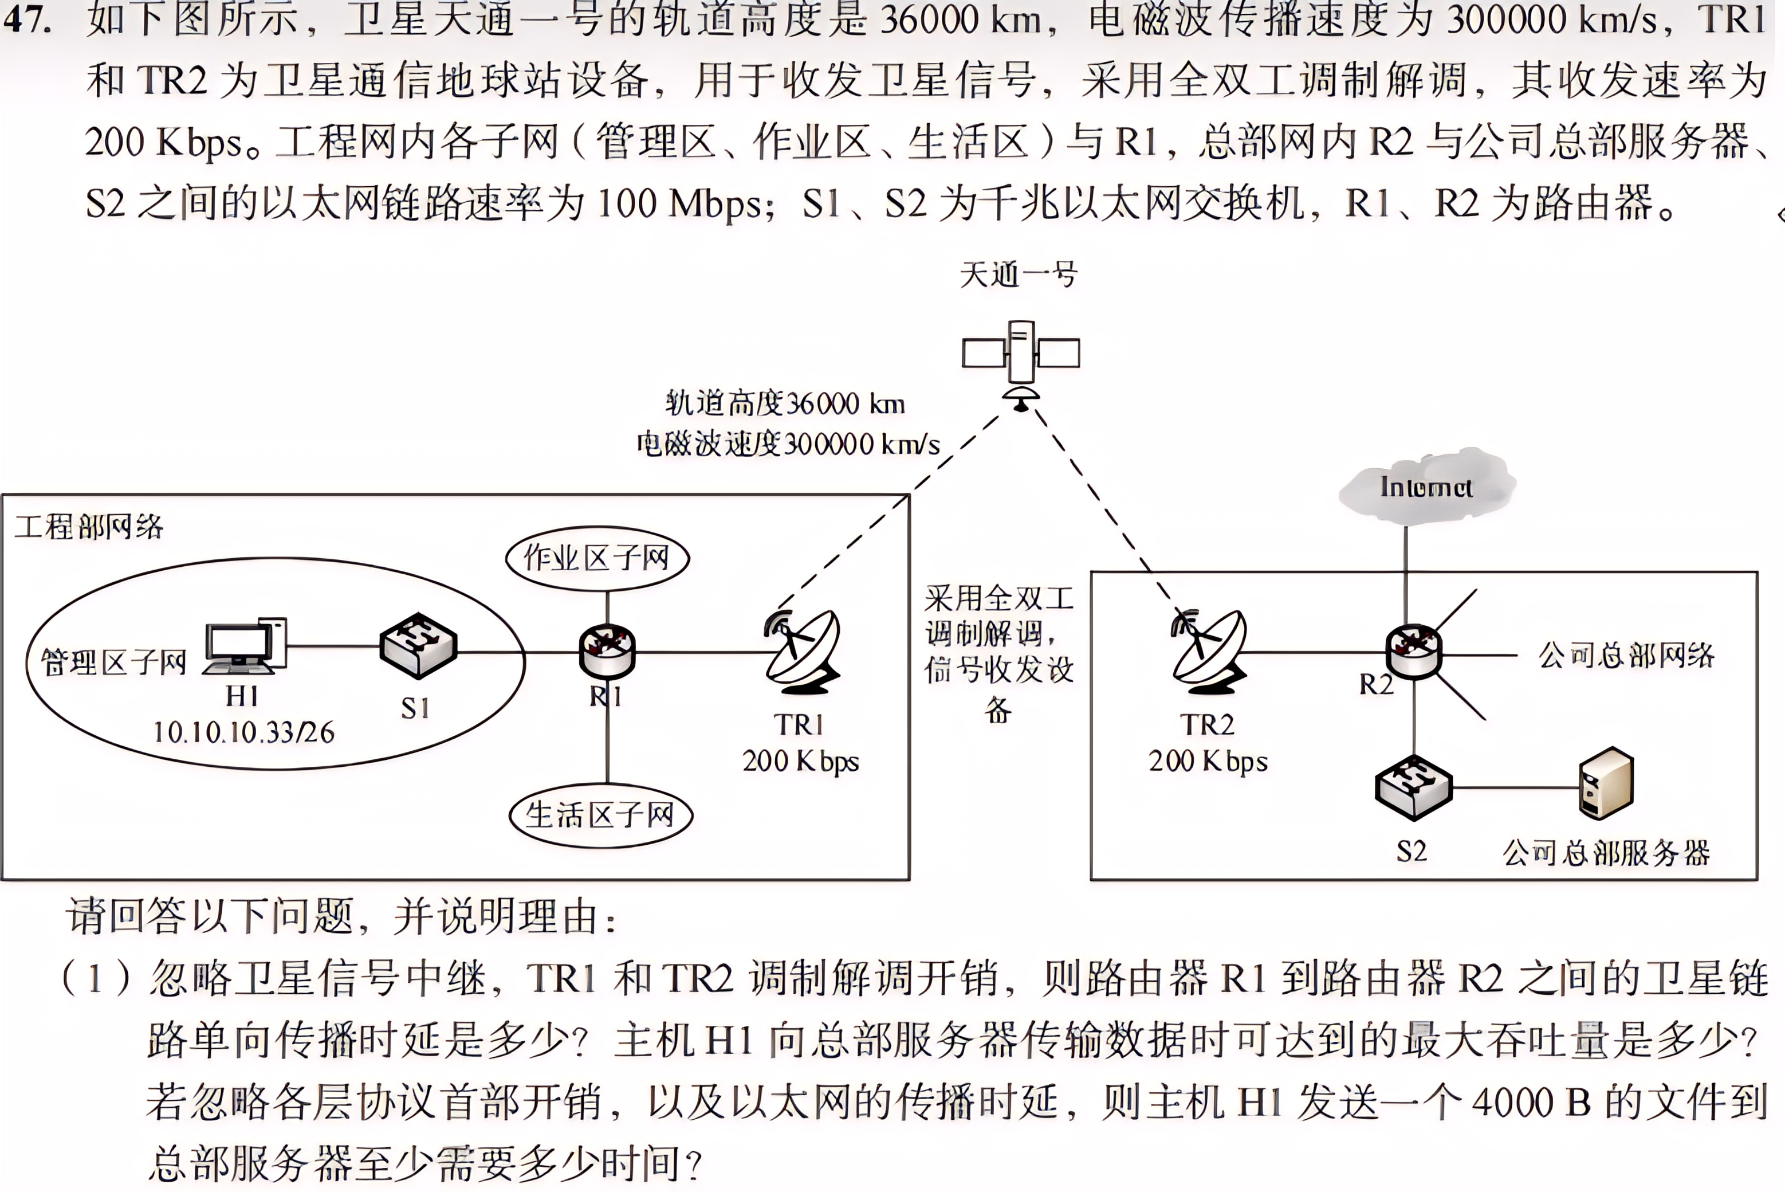 47. 如下图所示，卫星天通一号的轨道高度是 36000 km，电磁波传播速度为 300000 km/s，TR1
和 TR2 为卫星通信地球站设备，用于收发卫星信号，采用全双工调制解调，其收发速率为
200 Kbps。工程网内各子网（管理区、作业区、生活区）与 R1，总部网内 R2 与公司总部服务器、
S2 之间的以太网链路速率为 100 Mbps；S1、S2 为千兆以太网交换机，R1、R2 为路由器。
天通一号
轨道高度36000 km
电磁波速度300000 km/s
Internet
工程部网络
作业区子网
采用全双工
调制解调，
信号收发设
备
管理区子网
H1
10.10.10.33/26
S1
R1
TR1
200 Kbps
生活区子网
TR2
200 Kbps
R2
公司总部网络
S2
公司总部服务器
请回答以下问题，并说明理由：
（1）忽略卫星信号中继，TR1 和 TR2 调制解调开销，则路由器 R1 到路由器 R2 之间的卫星链
路单向传播时延是多少？主机 H1 向总部服务器传输数据时可达到的最大吞吐量是多少？
若忽略各层协议首部开销，以及以太网的传播时延，则主机 H1 发送一个 4000 B 的文件到
总部服务器至少需要多少时间？